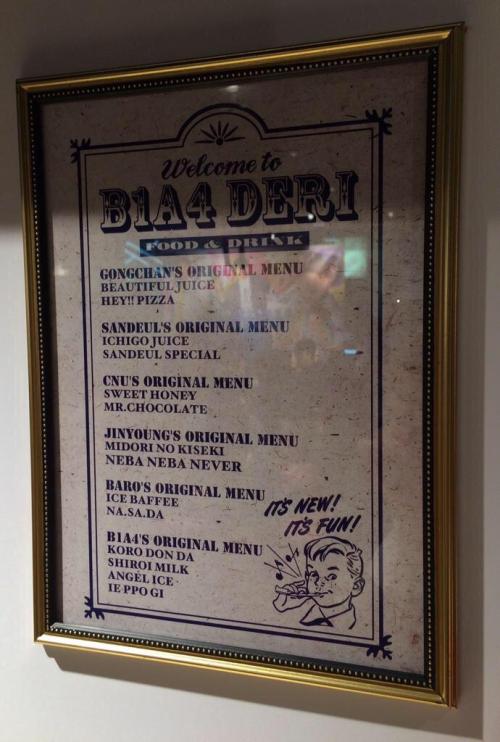 Welcome to
B1A4 DERI
FOOD & DRINK
GONGCHAN'S ORIGINAL MENU
BEAUTIFUL JUICE
HEY!! PIZZA
SANDEUL'S ORIGINAL MENU
ICHIGO JUICE
SANDEUL SPECIAL
CNU'S ORIGINAL MENU
SWEET HONEY
MR.CHOCOLATE
JINYOUNG'S ORIGINAL MENU
MIDORI NO KISEKI
NEBA NEBA NEVER
BARO'S ORIGINAL MENU
ICE BAFFEE
NA.SA.DA
B1A4'S ORIGINAL MENU
KORO DON DA
SHIROI MILK
ANGEL ICE
IE PPO GI
IT'S NEW!
IT'S FUN!